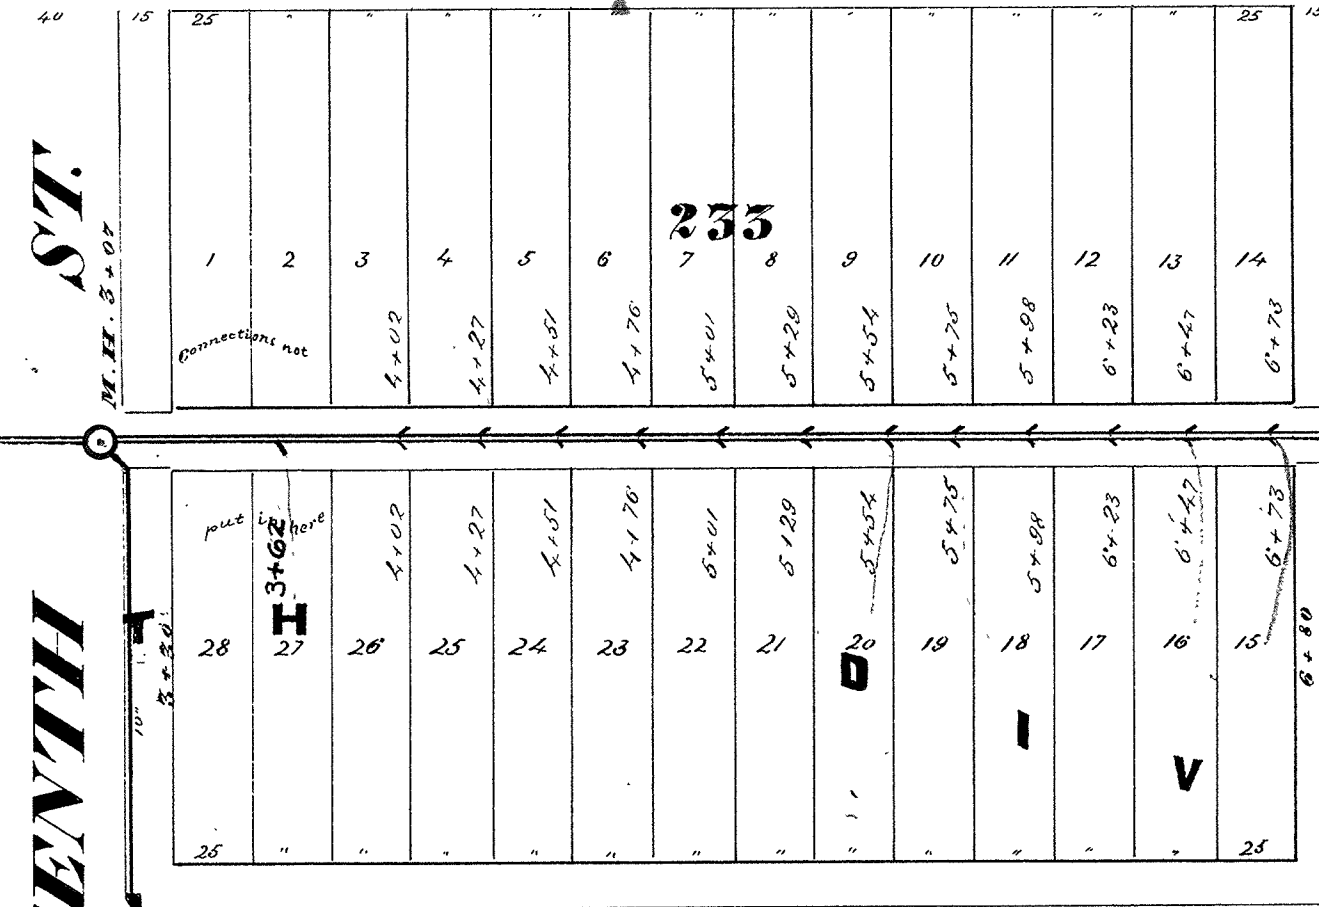 40 15 25 " " " " " " " " " " " " 25 15
ST.
M.H. 3+07
233
1 2 3 4 5 6 7 8 9 10 11 12 13 14
Connections not
4+02 4+27 4+51 4+76 5+01 5+29 5+54 5+75 5+98 6+23 6+47 6+73
put in here
3+62
4+02 4+27 4+51 4+76 5+01 5+29 5+54 5+75 5+98 6+23 6+47 6+73
H
28 27 26 25 24 23 22 21 20 19 18 17 16 15
3+30
6+80
10"
D I V
ENTH
25 " " " " " " " " " " " " 25